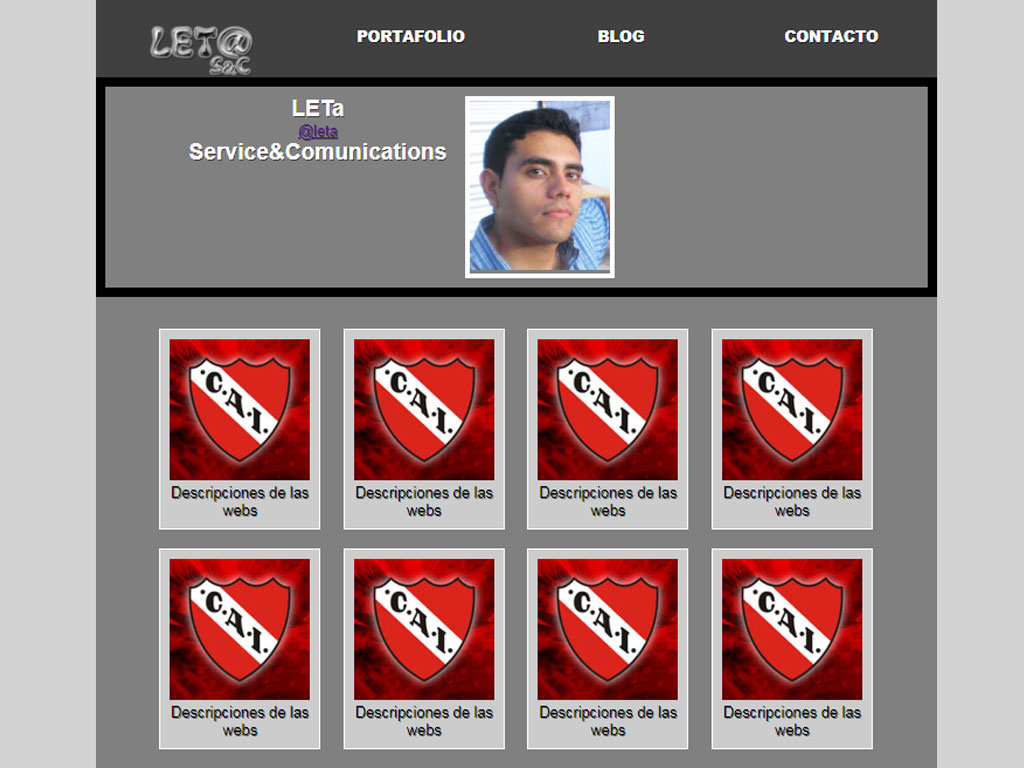 LET@
S&C
PORTAFOLIO
BLOG
CONTACTO
LETa
@leta
Service&Comunications
C.A.I.
C.A.I.
C.A.I.
C.A.I.
Descripciones de las
webs
Descripciones de las
webs
Descripciones de las
webs
Descripciones de las
webs
C.A.I.
C.A.I.
C.A.I.
C.A.I.
Descripciones de las
webs
Descripciones de las
webs
Descripciones de las
webs
Descripciones de las
webs